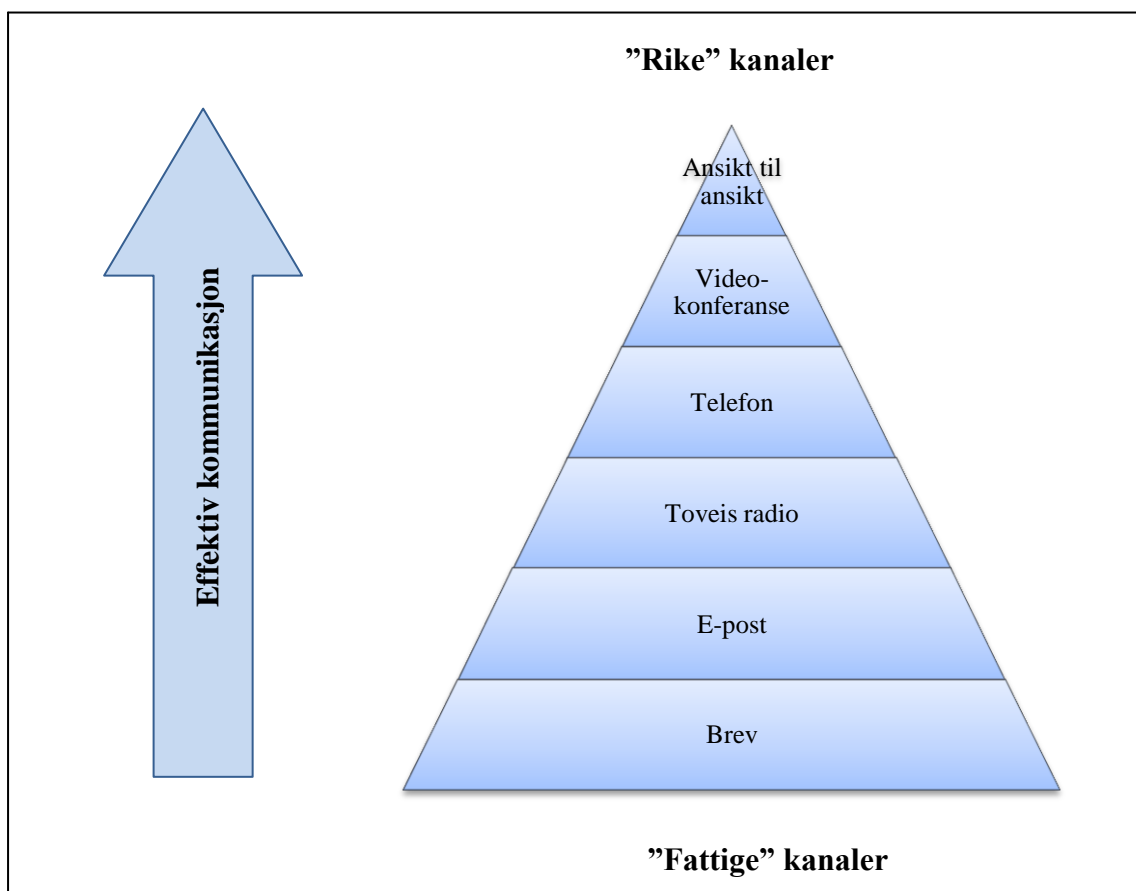 ”Rike” kanaler
Ansikt til
ansikt
Video-
konferanse
Telefon
Toveis radio
E-post
Brev
”Fattige” kanaler
Effektiv kommunikasjon